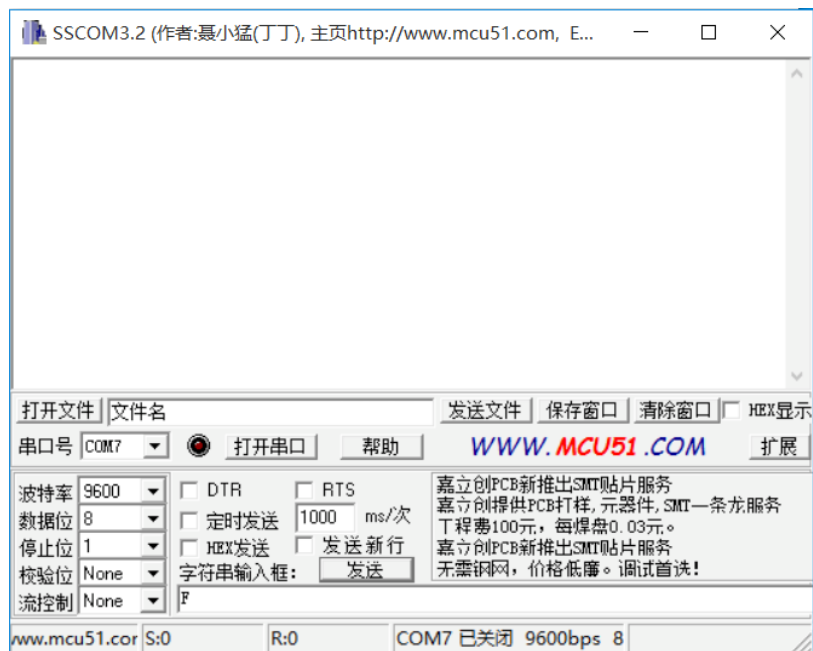 SSCOM3.2 (作者:聂小猛(丁丁), 主页http://www.mcu51.com,  E...
打开文件 文件名 发送文件 保存窗口 清除窗口 HEX显示
串口号 COM7 打开串口 帮助 WWW.MCU51.COM 扩展
波特率 9600 DTR RTS
数据位 8 定时发送 1000 ms/次
停止位 1 HEX发送 发送新行
校验位 None 字符串输入框: 发送
流控制 None F
嘉立创PCB新推出SMT贴片服务
嘉立创提供PCB打样,元器件,SMT一条龙服务
工程费100元，每焊盘0.03元。
嘉立创PCB新推出SMT贴片服务
无需钢网，价格低廉。调试首选!
www.mcu51.cor S:0 R:0 COM7 已关闭 9600bps 8